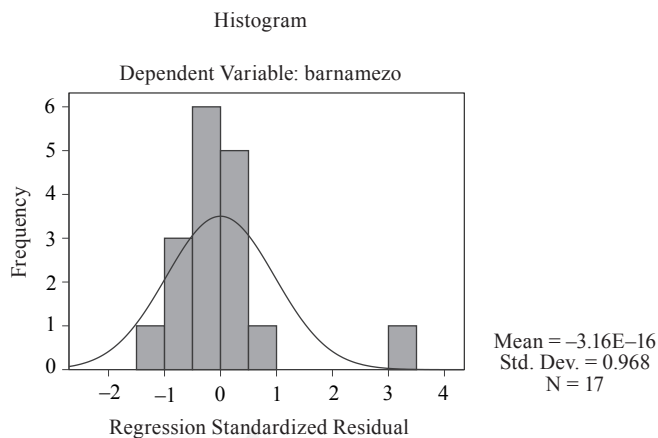 Histogram
Dependent Variable: barnamezo
6
5
4
3
2
1
0
Frequency
–2
–1
0
1
2
3
4
Regression Standardized Residual
Mean = –3.16E–16
Std. Dev. = 0.968
N = 17